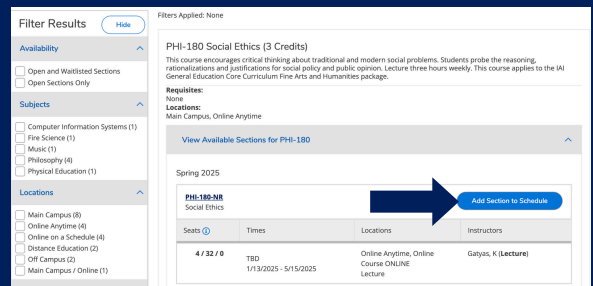 Filter Results
Hide
Availability
Open and Waitlisted Sections
Open Sections Only
Subjects
Computer Information Systems (1)
Fire Science (1)
Music (1)
Philosophy (4)
Physical Education (1)
Locations
Main Campus (8)
Online Anytime (4)
Online on a Schedule (4)
Distance Education (2)
Off Campus (2)
Main Campus / Online (1)
Filters Applied: None
PHI-180 Social Ethics (3 Credits)
This course encourages critical thinking about traditional and modern social problems. Students probe the reasoning,
rationalizations and justifications for social policy and public opinion. Lecture three hours weekly. This course applies to the IAI
General Education Core Curriculum Fine Arts and Humanities package.
Requisites:
None
Locations:
Main Campus, Online Anytime
View Available Sections for PHI-180
Spring 2025
PHI-180-NR
Social Ethics
Add Section to Schedule
Seats Times Locations Instructors
4 / 32 / 0 TBD Online Anytime, Online Gatyas, K (Lecture)
1/13/2025 - 5/15/2025 Course ONLINE
Lecture